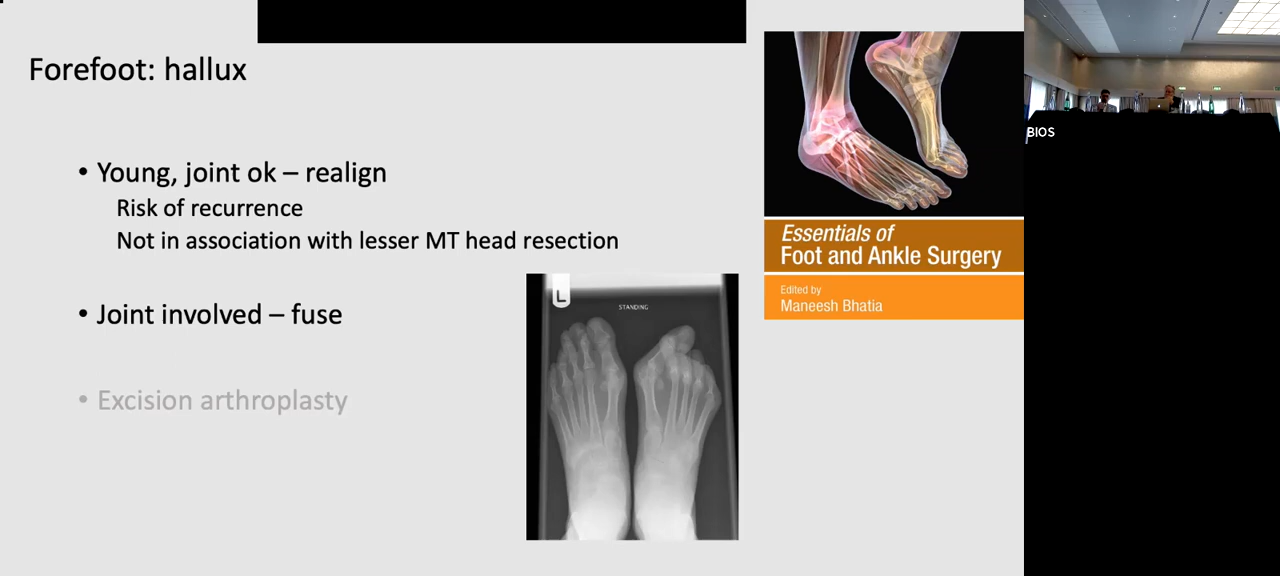 Forefoot: hallux
• Young, joint ok – realign
Risk of recurrence
Not in association with lesser MT head resection
• Joint involved – fuse
• Excision arthroplasty
L
STANDING
Essentials of
Foot and Ankle Surgery
Edited by
Maneesh Bhatia
BIOS